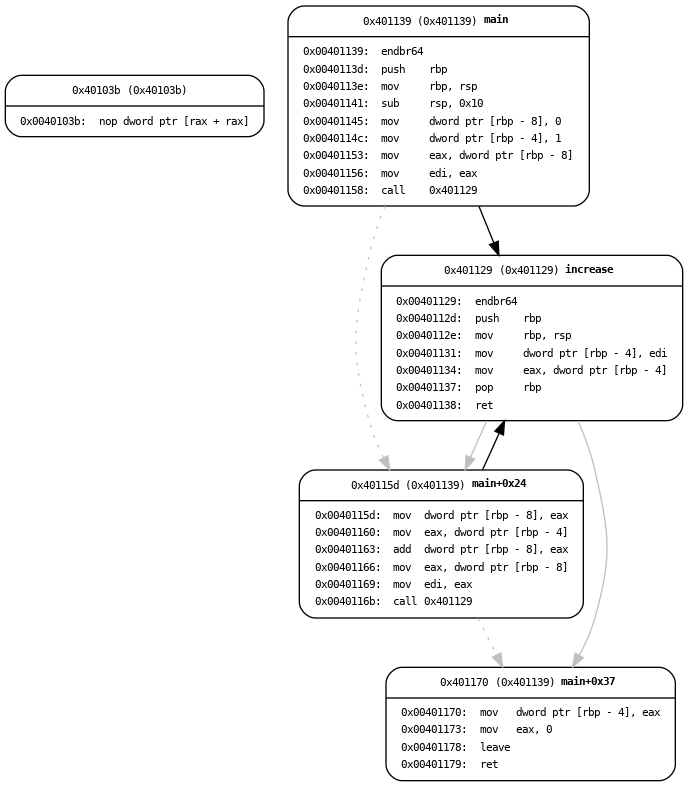 0x401139 (0x401139) main
0x00401139: endbr64
0x0040113d: push rbp
0x0040113e: mov rbp, rsp
0x00401141: sub rsp, 0x10
0x00401145: mov dword ptr [rbp - 8], 0
0x0040114c: mov dword ptr [rbp - 4], 1
0x00401153: mov eax, dword ptr [rbp - 8]
0x00401156: mov edi, eax
0x00401158: call 0x401129
0x40103b (0x40103b)
0x0040103b: nop dword ptr [rax + rax]
0x401129 (0x401129) increase
0x00401129: endbr64
0x0040112d: push rbp
0x0040112e: mov rbp, rsp
0x00401131: mov dword ptr [rbp - 4], edi
0x00401134: mov eax, dword ptr [rbp - 4]
0x00401137: pop rbp
0x00401138: ret
0x40115d (0x401139) main+0x24
0x0040115d: mov dword ptr [rbp - 8], eax
0x00401160: mov eax, dword ptr [rbp - 4]
0x00401163: add dword ptr [rbp - 8], eax
0x00401166: mov eax, dword ptr [rbp - 8]
0x00401169: mov edi, eax
0x0040116b: call 0x401129
0x401170 (0x401139) main+0x37
0x00401170: mov dword ptr [rbp - 4], eax
0x00401173: mov eax, 0
0x00401178: leave
0x00401179: ret